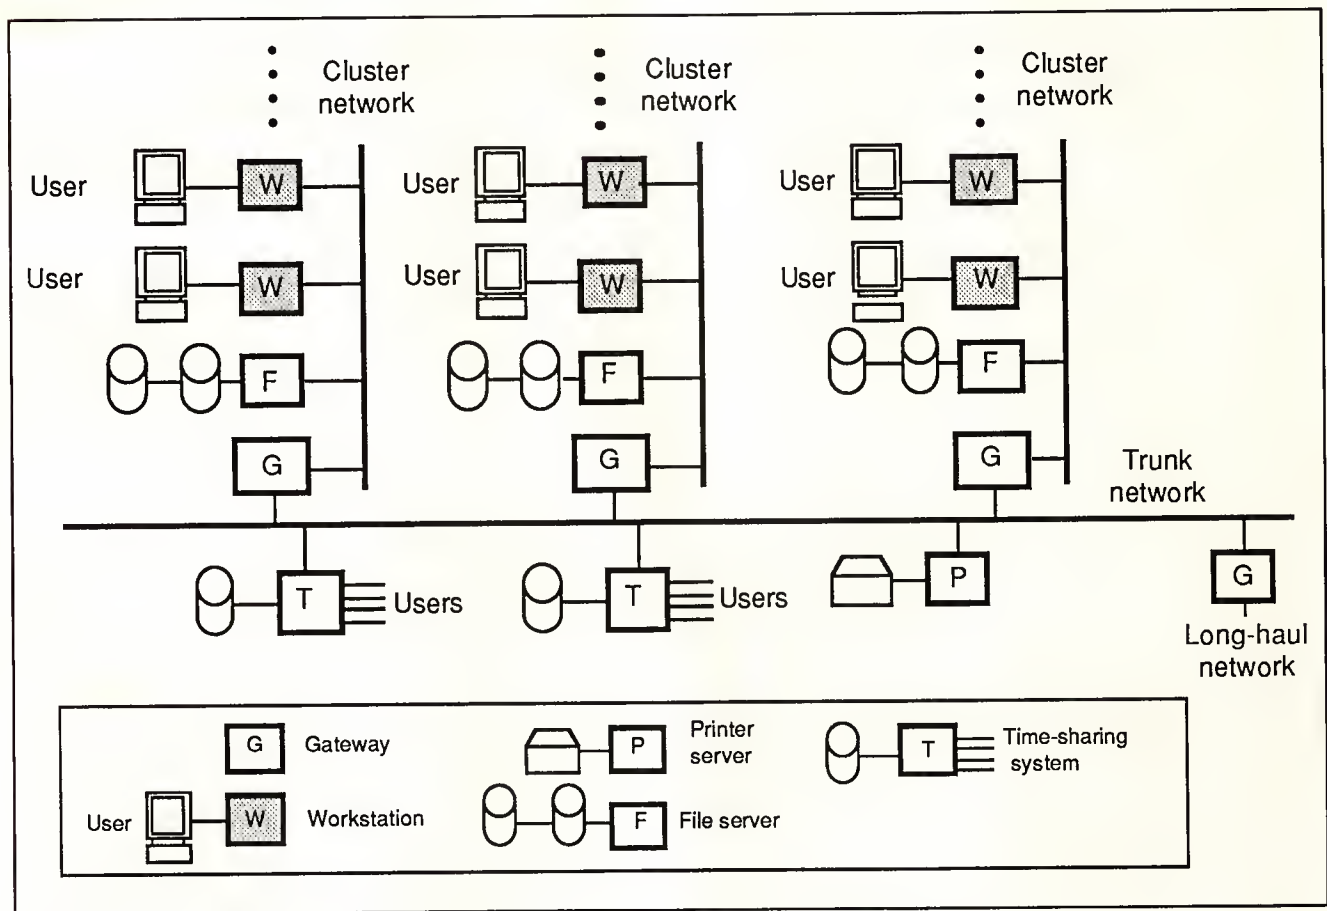 Cluster
network
Cluster
network
Cluster
network
User
W
User
W
User
W
User
W
User
W
User
W
F
F
F
G
G
G
Trunk
network
T
Users
T
Users
P
G
Long-haul
network
G
Gateway
P
Printer
server
T
Time-sharing
system
User
W
Workstation
F
File server